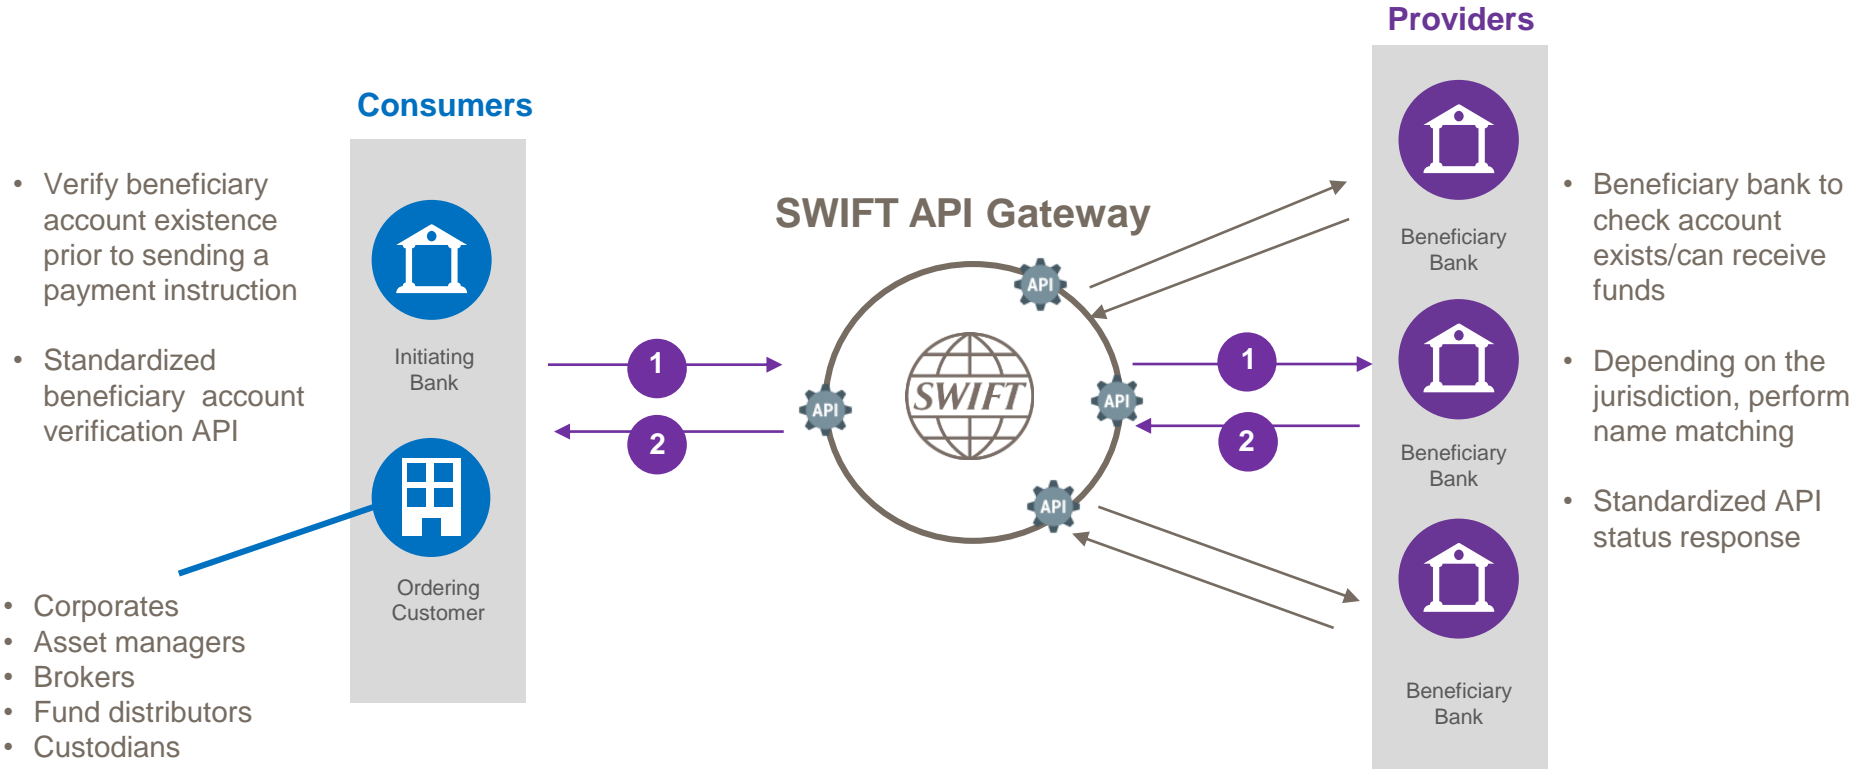 Providers
Consumers
• Verify beneficiary
account existence
prior to sending a
payment instruction
• Standardized
beneficiary account
verification API
Initiating
Bank
Ordering
Customer
• Corporates
• Asset managers
• Brokers
• Fund distributors
• Custodians
1
2
SWIFT API Gateway
API
API
SWIFT
API
API
1
2
Beneficiary
Bank
Beneficiary
Bank
Beneficiary
Bank
• Beneficiary bank to
check account
exists/can receive
funds
• Depending on the
jurisdiction, perform
name matching
• Standardized API
status response